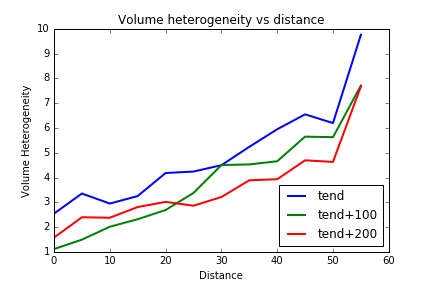 Volume heterogeneity vs distance
Volume Heterogeneity
10
9
8
7
6
5
4
3
2
1
0 10 20 30 40 50 60
Distance
tend
tend+100
tend+200